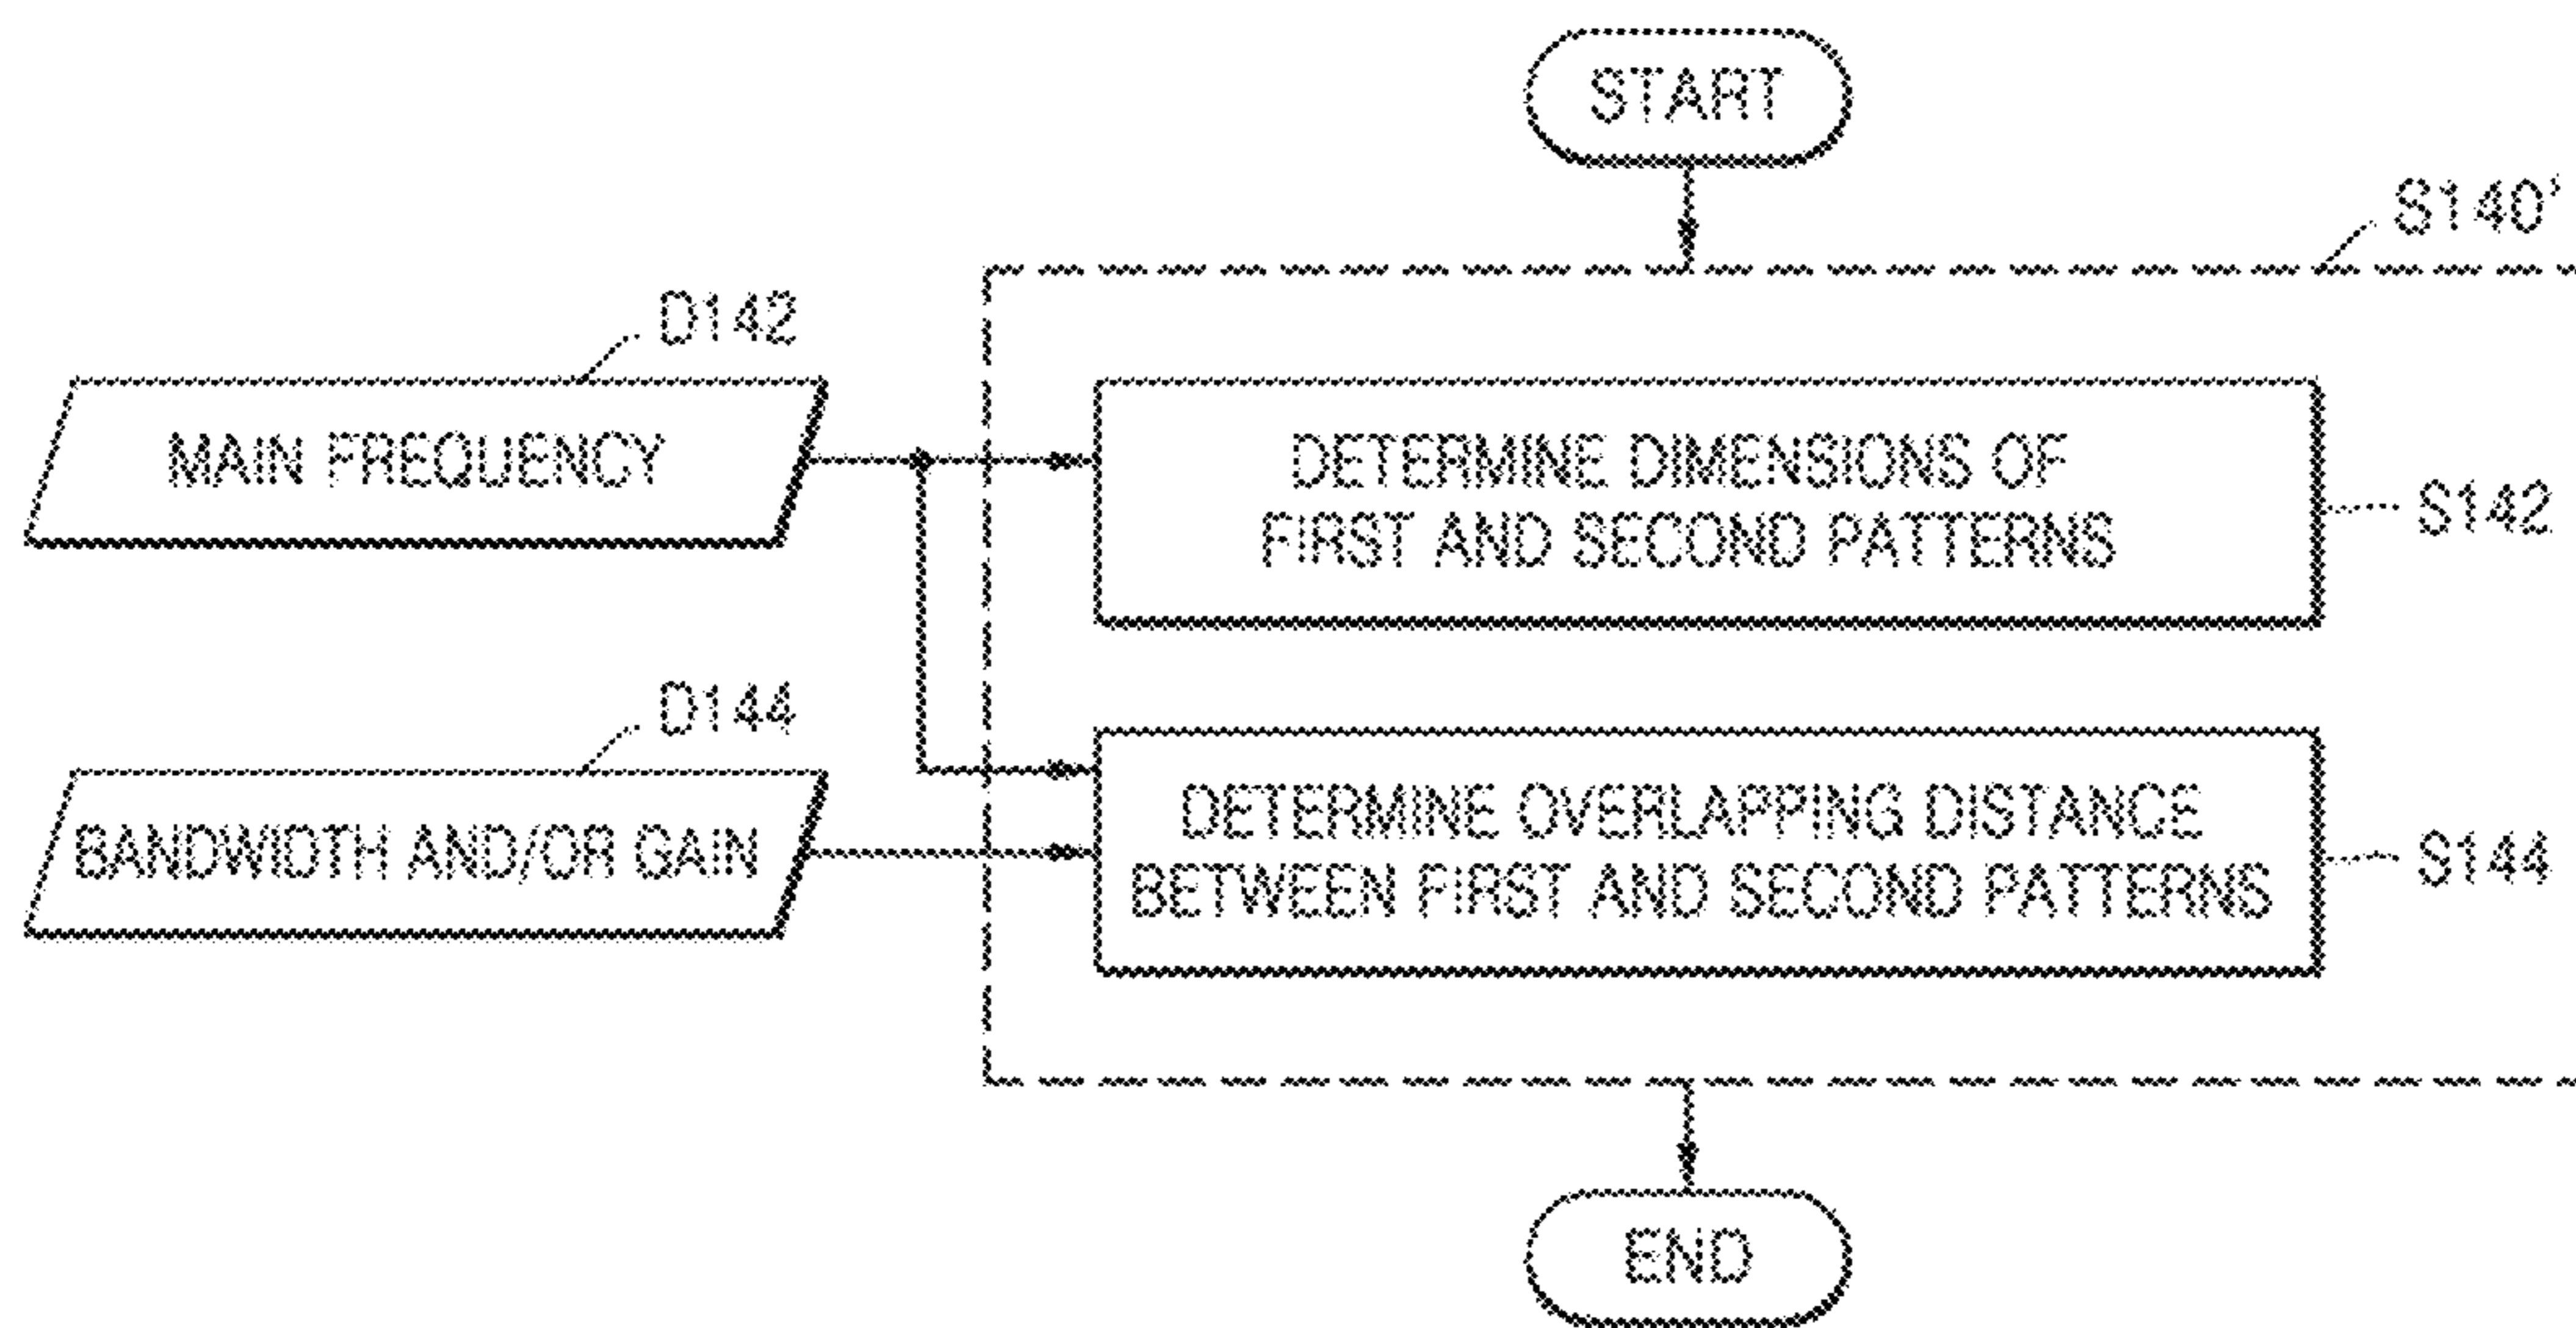 START
S140'
D142
MAIN FREQUENCY
DETERMINE DIMENSIONS OF
FIRST AND SECOND PATTERNS
S142
D144
BANDWIDTH AND/OR GAIN
DETERMINE OVERLAPPING DISTANCE
BETWEEN FIRST AND SECOND PATTERNS
S144
END